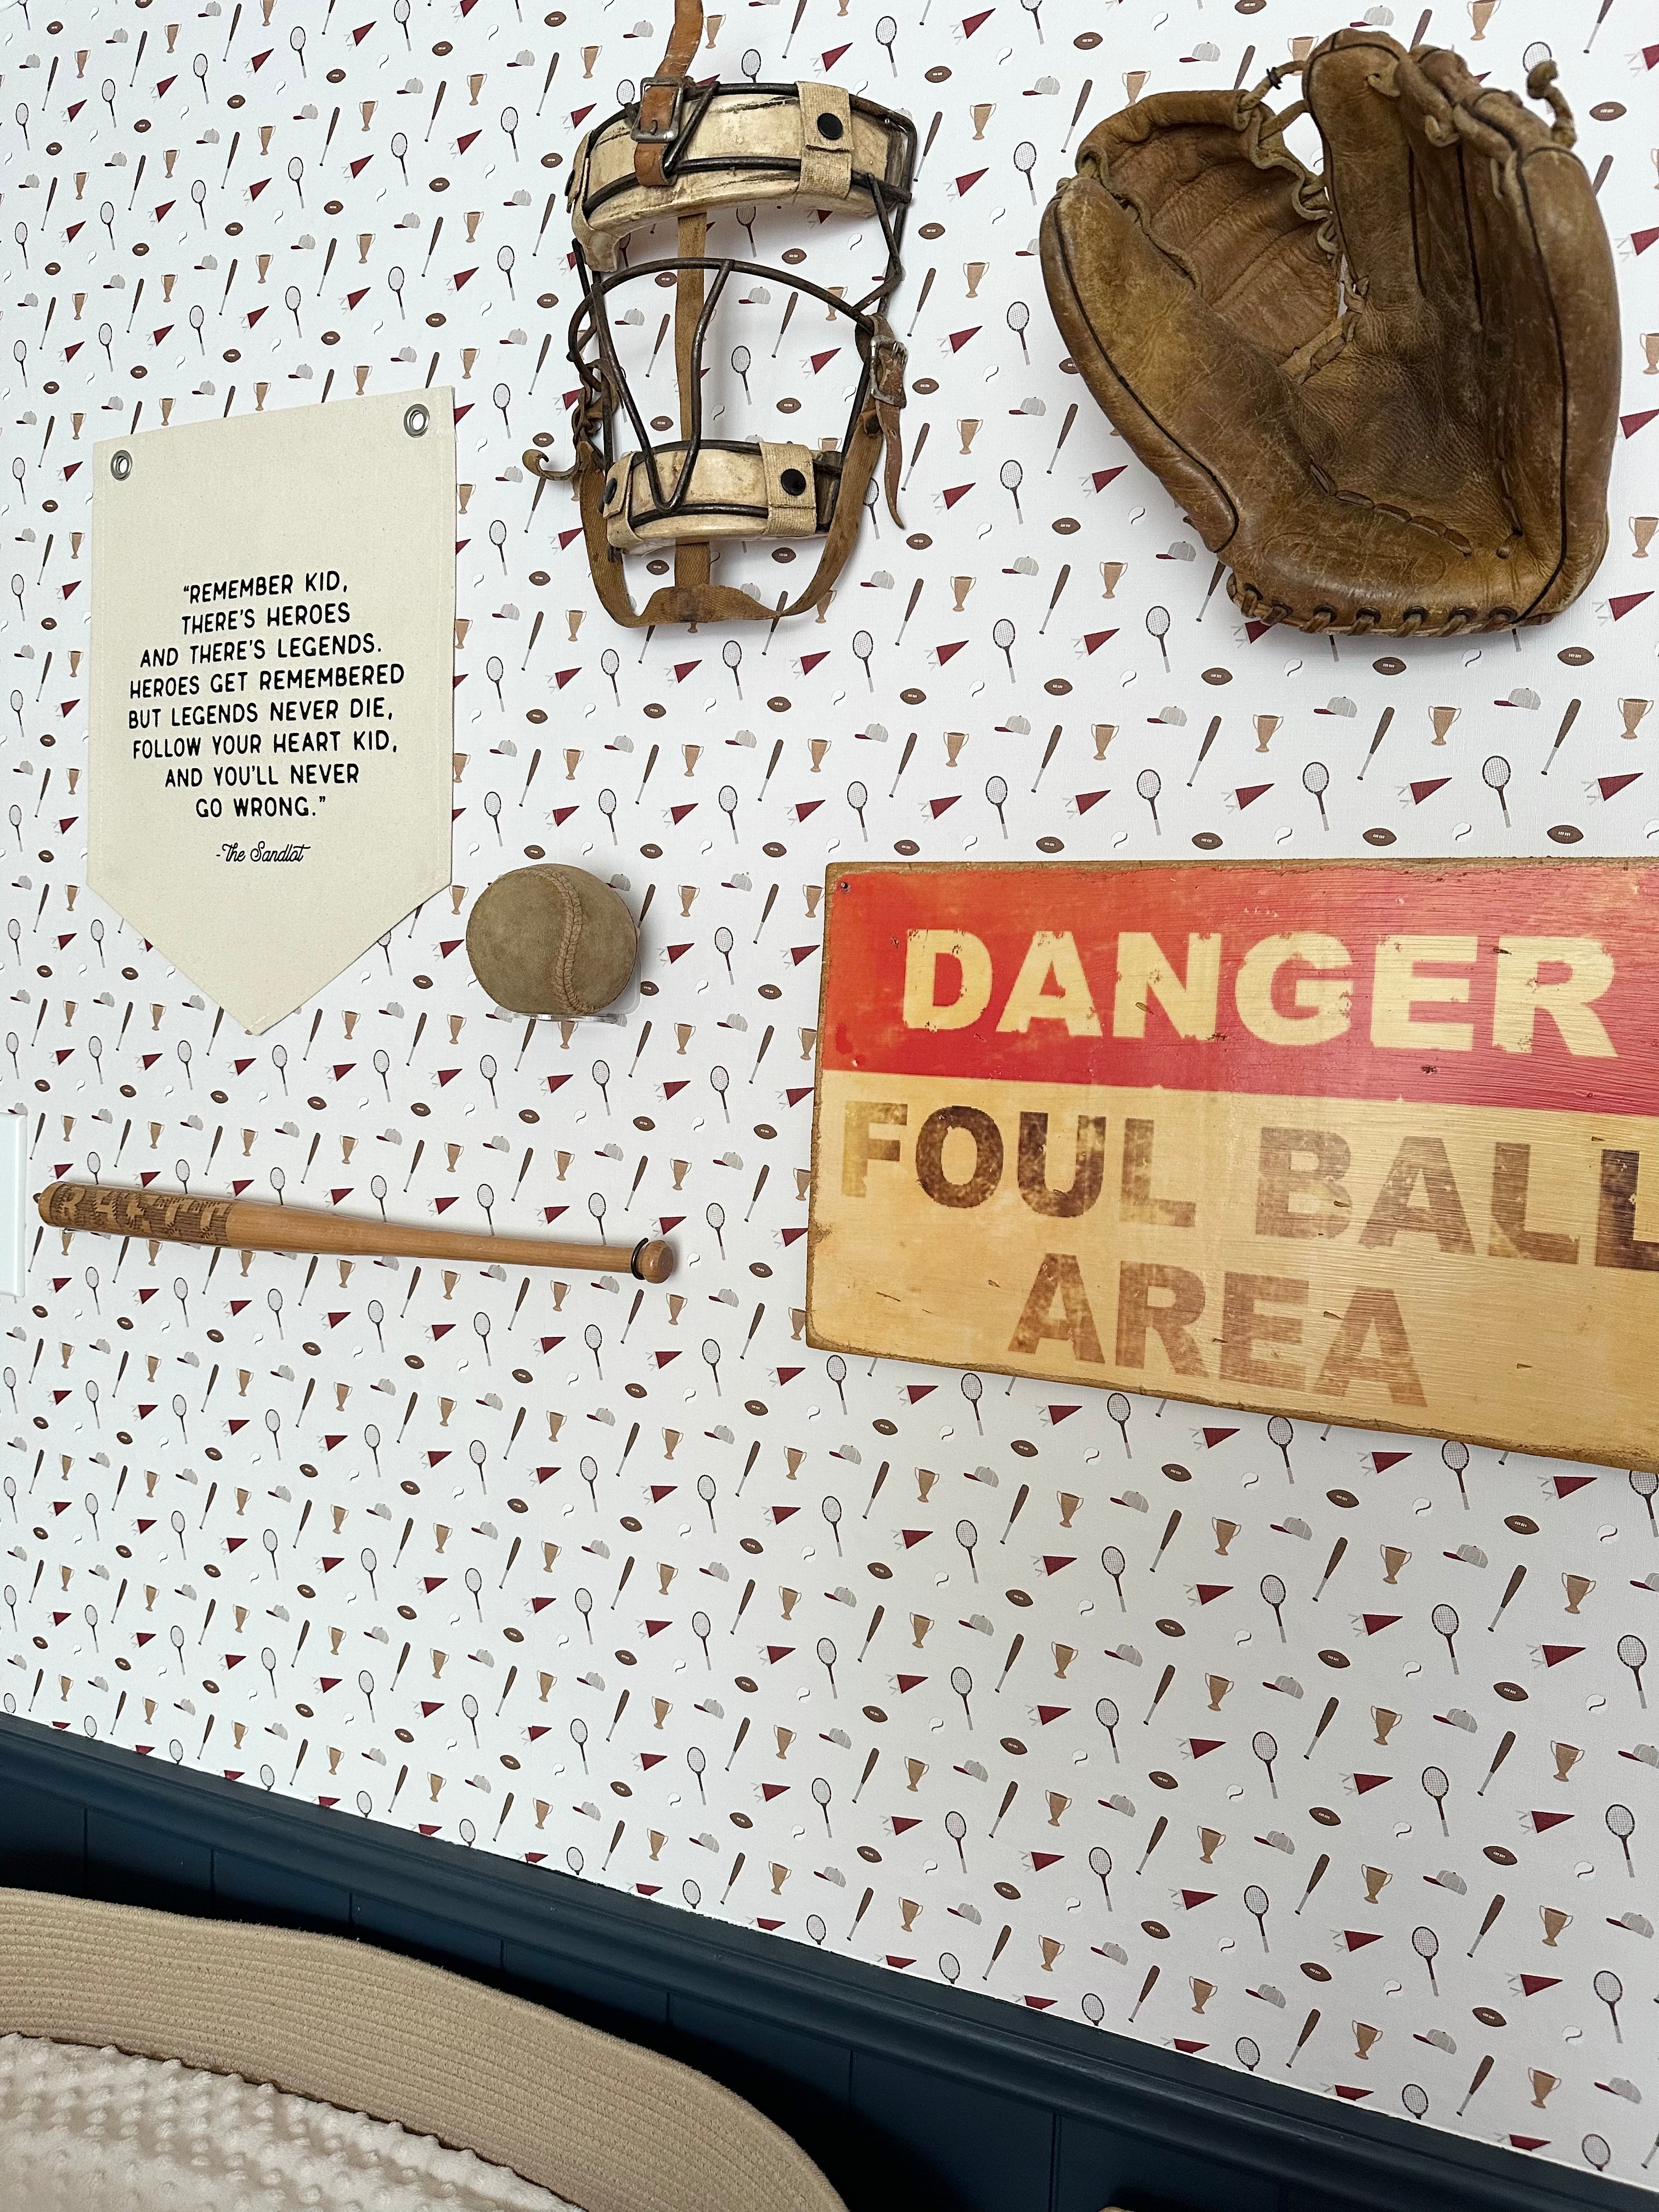 "REMEMBER KID,
THERE'S HEROES
AND THERE'S LEGENDS.
HEROES GET REMEMBERED
BUT LEGENDS NEVER DIE,
FOLLOW YOUR HEART KID,
AND YOU'LL NEVER
GO WRONG."
-The Sandlot
DANGER
FOUL BALL
AREA